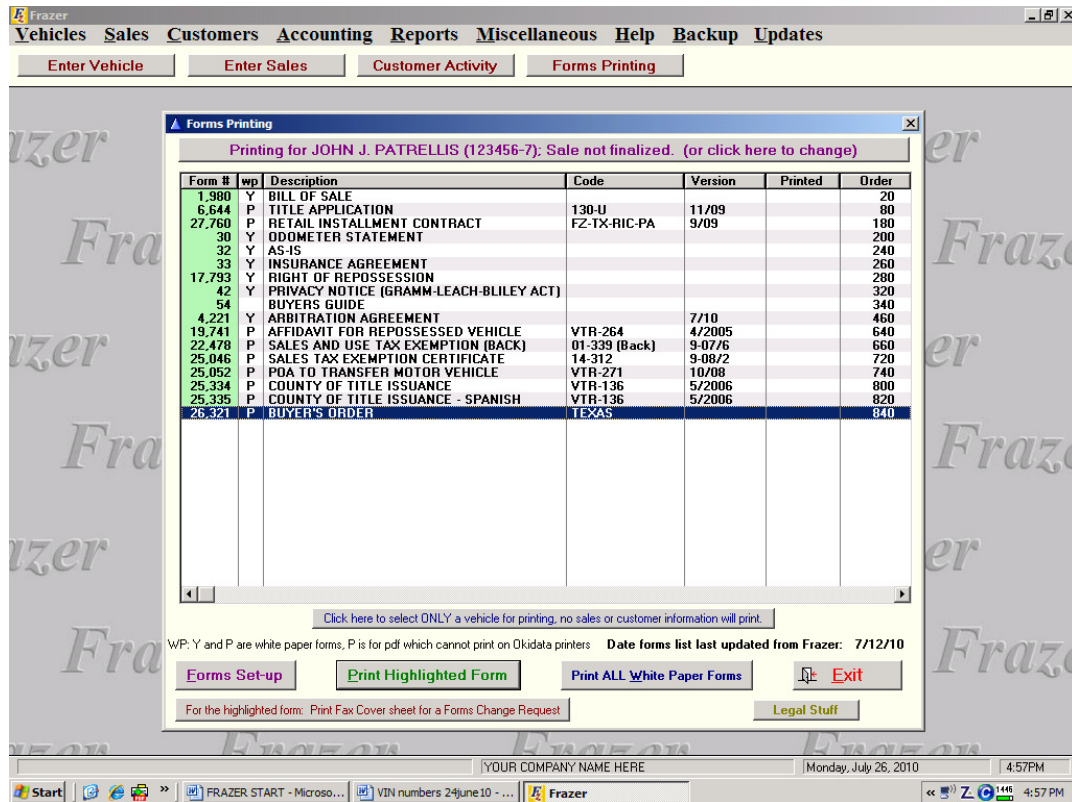 Frazer
Vehicles Sales Customers Accounting Reports Miscellaneous Help Backup Updates
Enter Vehicle Enter Sales Customer Activity Forms Printing
Forms Printing
Printing for JOHN J. PATRELLIS (123456-7); Sale not finalized. (or click here to change)
Form # wp Description Code Version Printed Order
1,980 Y BILL OF SALE 20
6,644 P TITLE APPLICATION 130-U 11/09 80
27,760 P RETAIL INSTALLMENT CONTRACT FZ-TX-RIC-PA 9/09 180
30 Y ODOMETER STATEMENT 200
32 Y AS-IS 240
33 Y INSURANCE AGREEMENT 260
17,793 Y RIGHT OF REPOSSESSION 280
42 Y PRIVACY NOTICE (GRAMM-LEACH-BLILEY ACT) 320
54 BUYERS GUIDE 340
4,221 Y ARBITRATION AGREEMENT 7/10 460
19,741 P AFFIDAVIT FOR REPOSSESSED VEHICLE VTR-264 4/2005 640
22,478 P SALES AND USE TAX EXEMPTION (BACK) 01-339 (Back) 9-07/6 660
25,046 P SALES TAX EXEMPTION CERTIFICATE 14-312 9-08/2 720
25,052 P POA TO TRANSFER MOTOR VEHICLE VTR-271 10/08 740
25,334 P COUNTY OF TITLE ISSUANCE VTR-136 5/2006 800
25,335 P COUNTY OF TITLE ISSUANCE - SPANISH VTR-136 5/2006 820
26,321 P BUYER'S ORDER TEXAS 840
Click here to select ONLY a vehicle for printing, no sales or customer information will print.
WP: Y and P are white paper forms, P is for pdf which cannot print on Okidata printers Date forms list last updated from Frazer: 7/12/10
Forms Set-up Print Highlighted Form Print ALL White Paper Forms Exit
For the highlighted form: Print Fax Cover sheet for a Forms Change Request Legal Stuff
YOUR COMPANY NAME HERE Monday, July 26, 2010 4:57PM
Start » FRAZER START - Microso... VIN numbers 24june10 - ... Frazer « 1446 4:57 PM